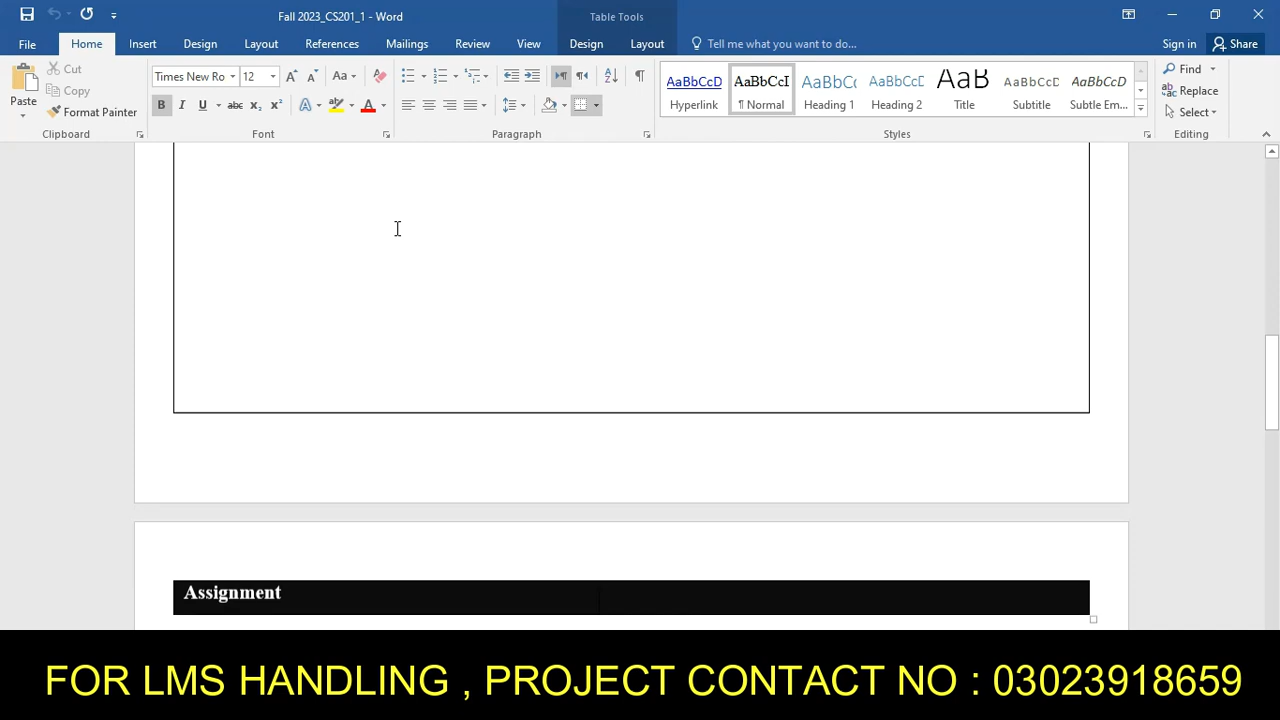 Fall 2023_CS201_1 - Word
Table Tools
File
Home
Insert
Design
Layout
References
Mailings
Review
View
Design
Layout
Tell me what you want to do...
Sign in
Share
Paste
Cut
Copy
Format Painter
Clipboard
Times New Ro
12
Font
Paragraph
AaBbCcD
Hyperlink
AaBbCcI
¶ Normal
AaBbCc
Heading 1
AaBbCcD
Heading 2
AaB
Title
AaBbCcD
Subtitle
AaBbCcD
Subtle Em...
Styles
Find
Replace
Select
Editing
Assignment
FOR LMS HANDLING , PROJECT CONTACT NO : 03023918659